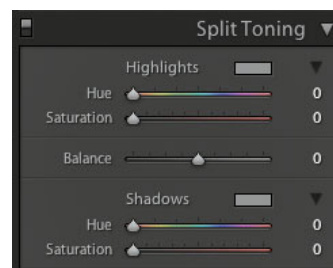 Split Toning
Highlights
Hue 0
Saturation 0
Balance 0
Shadows
Hue 0
Saturation 0